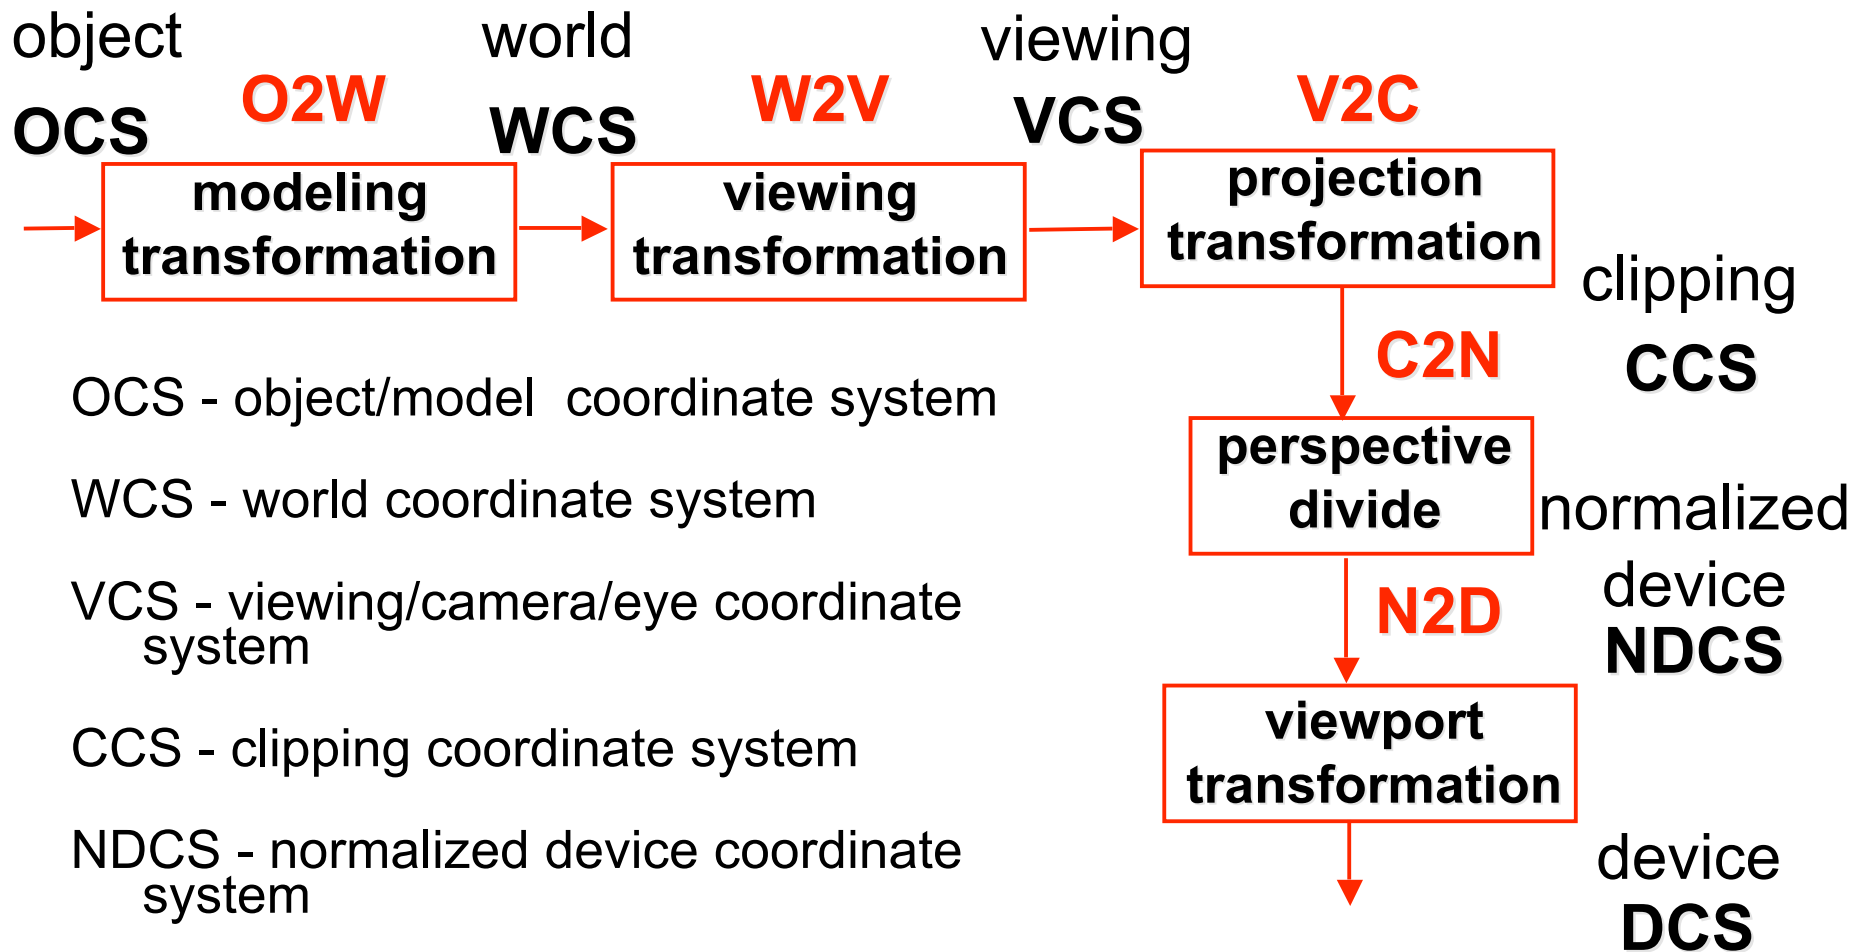 object
OCS
O2W
world
WCS
W2V
viewing
VCS
V2C
modeling
transformation
viewing
transformation
projection
transformation
clipping
CCS
C2N
perspective
divide
normalized
device
NDCS
N2D
viewport
transformation
device
DCS
OCS - object/model coordinate system
WCS - world coordinate system
VCS - viewing/camera/eye coordinate
system
CCS - clipping coordinate system
NDCS - normalized device coordinate
system